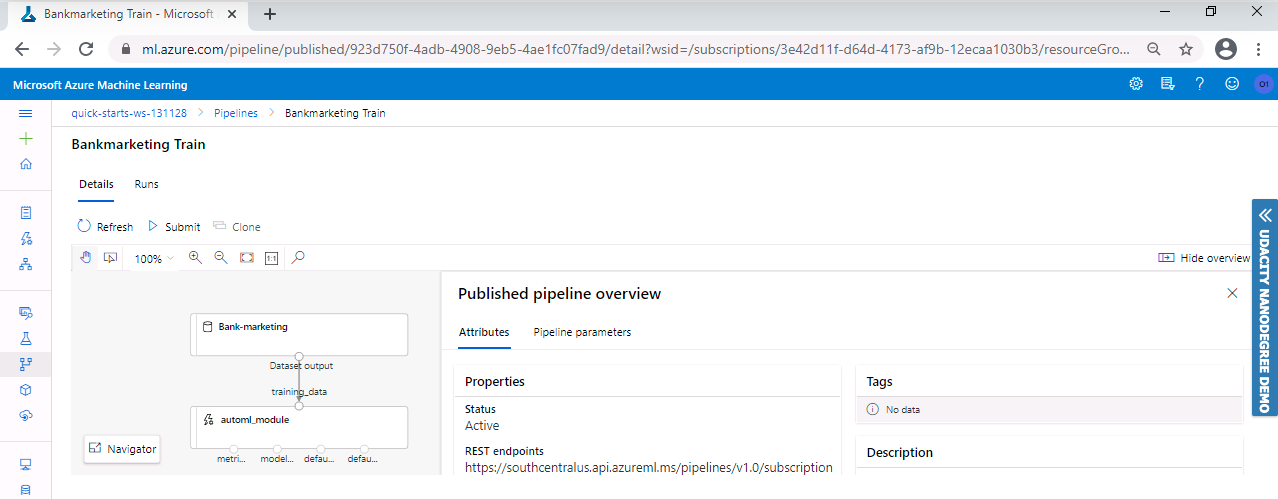 Bankmarketing Train - Microsoft
ml.azure.com/pipeline/published/923d750f-4adb-4908-9eb5-4ae1fc07fad9/detail?wsid=/subscriptions/3e42d11f-d64d-4173-af9b-12ecaa1030b3/resourceGro...
Microsoft Azure Machine Learning
O1
quick-starts-ws-131128 > Pipelines > Bankmarketing Train
Bankmarketing Train
Details Runs
Refresh Submit Clone
100% 1:1 Hide overview
Published pipeline overview
Attributes Pipeline parameters
Bank-marketing
Dataset output
training_data
automl_module
metri... model... defau... defau...
Navigator
Properties
Status
Active
REST endpoints
https://southcentralus.api.azureml.ms/pipelines/v1.0/subscription
Tags
No data
Description
UDACITY NANODEGREE DEMO